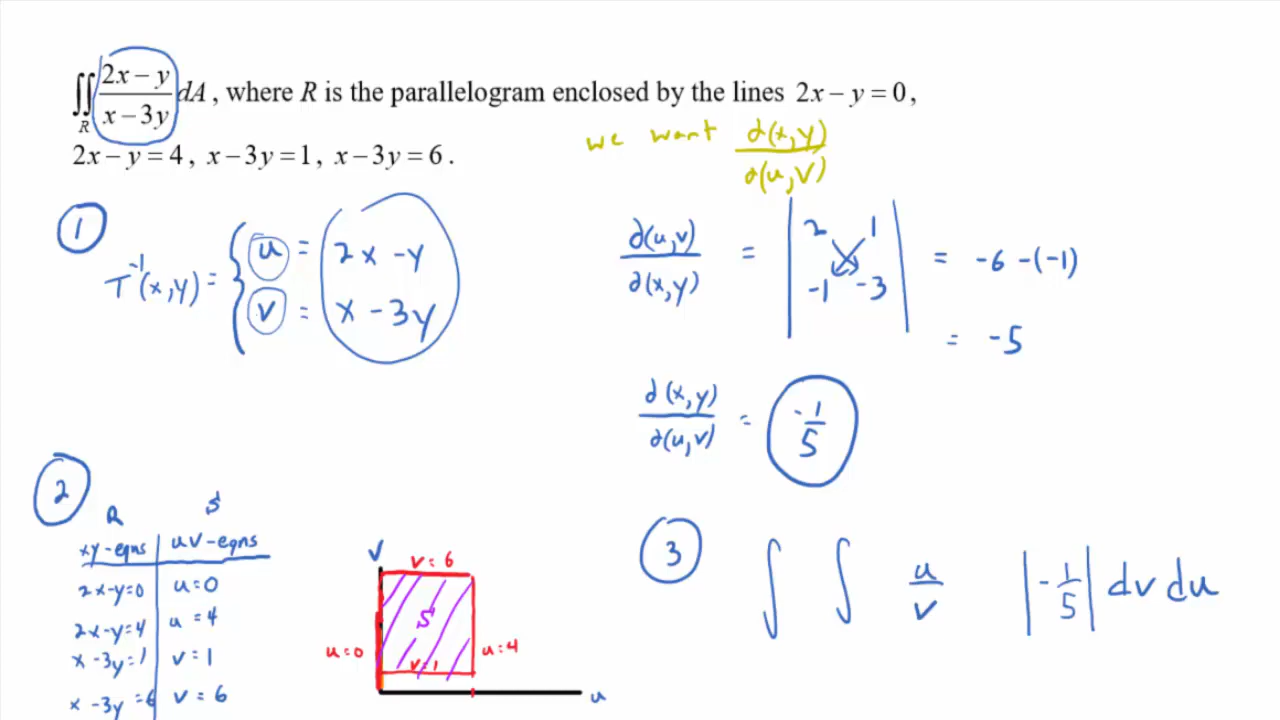 ∬_R (2x − y)/(x − 3y) dA , where R is the parallelogram enclosed by the lines 2x − y = 0 ,
2x − y = 4 , x − 3y = 1 , x − 3y = 6 .
we want ∂(x,y)/∂(u,v)
1
T⁻¹(x,y) = { u = 2x − y
v = x − 3y
∂(u,v)/∂(x,y) = | 2 1
-1 -3 | = -6 -(-1)
= -5
∂(x,y)/∂(u,v) = -1/5
2
R S
xy-eqns uv-eqns
2x-y=0 u=0
2x-y=4 u=4
x-3y=1 v=1
x-3y=6 v=6
v
v=6
S
u=0
u=4
v=1
u
3
∫ ∫ u/v |-1/5| dv du